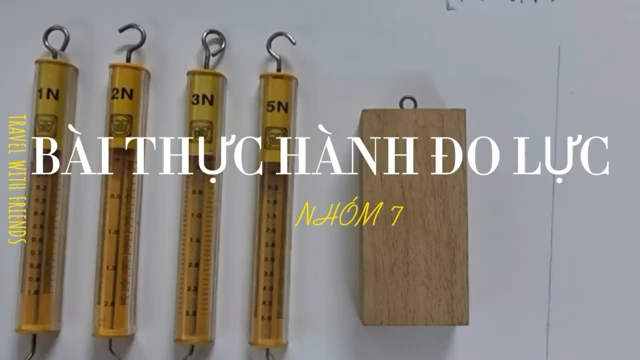 1N
2N
3N
5N
BÀI THỰC HÀNH ĐO LỰC
NHÓM 7
TRAVEL WITH FRIENDS